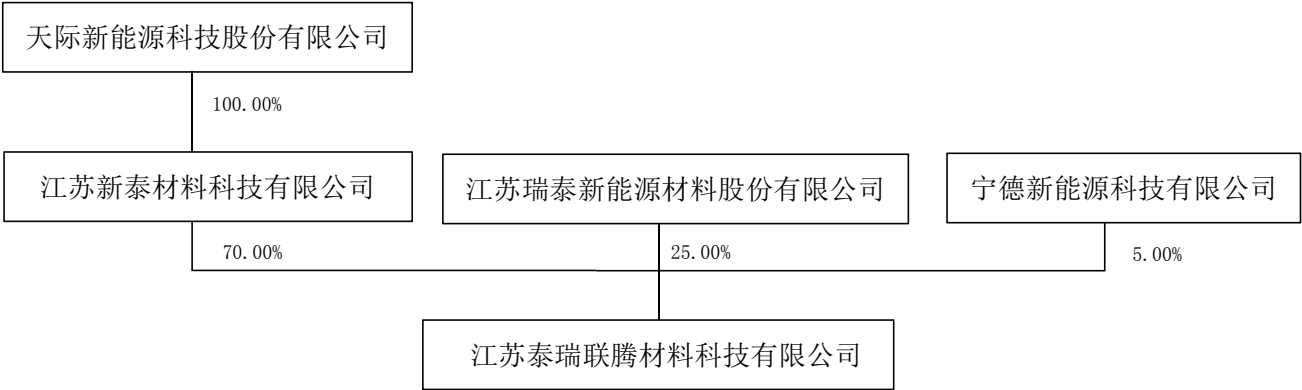 天际新能源科技股份有限公司
100.00%
江苏新泰材料科技有限公司
江苏瑞泰新能源材料股份有限公司
宁德新能源科技有限公司
70.00%
25.00%
5.00%
江苏泰瑞联腾材料科技有限公司